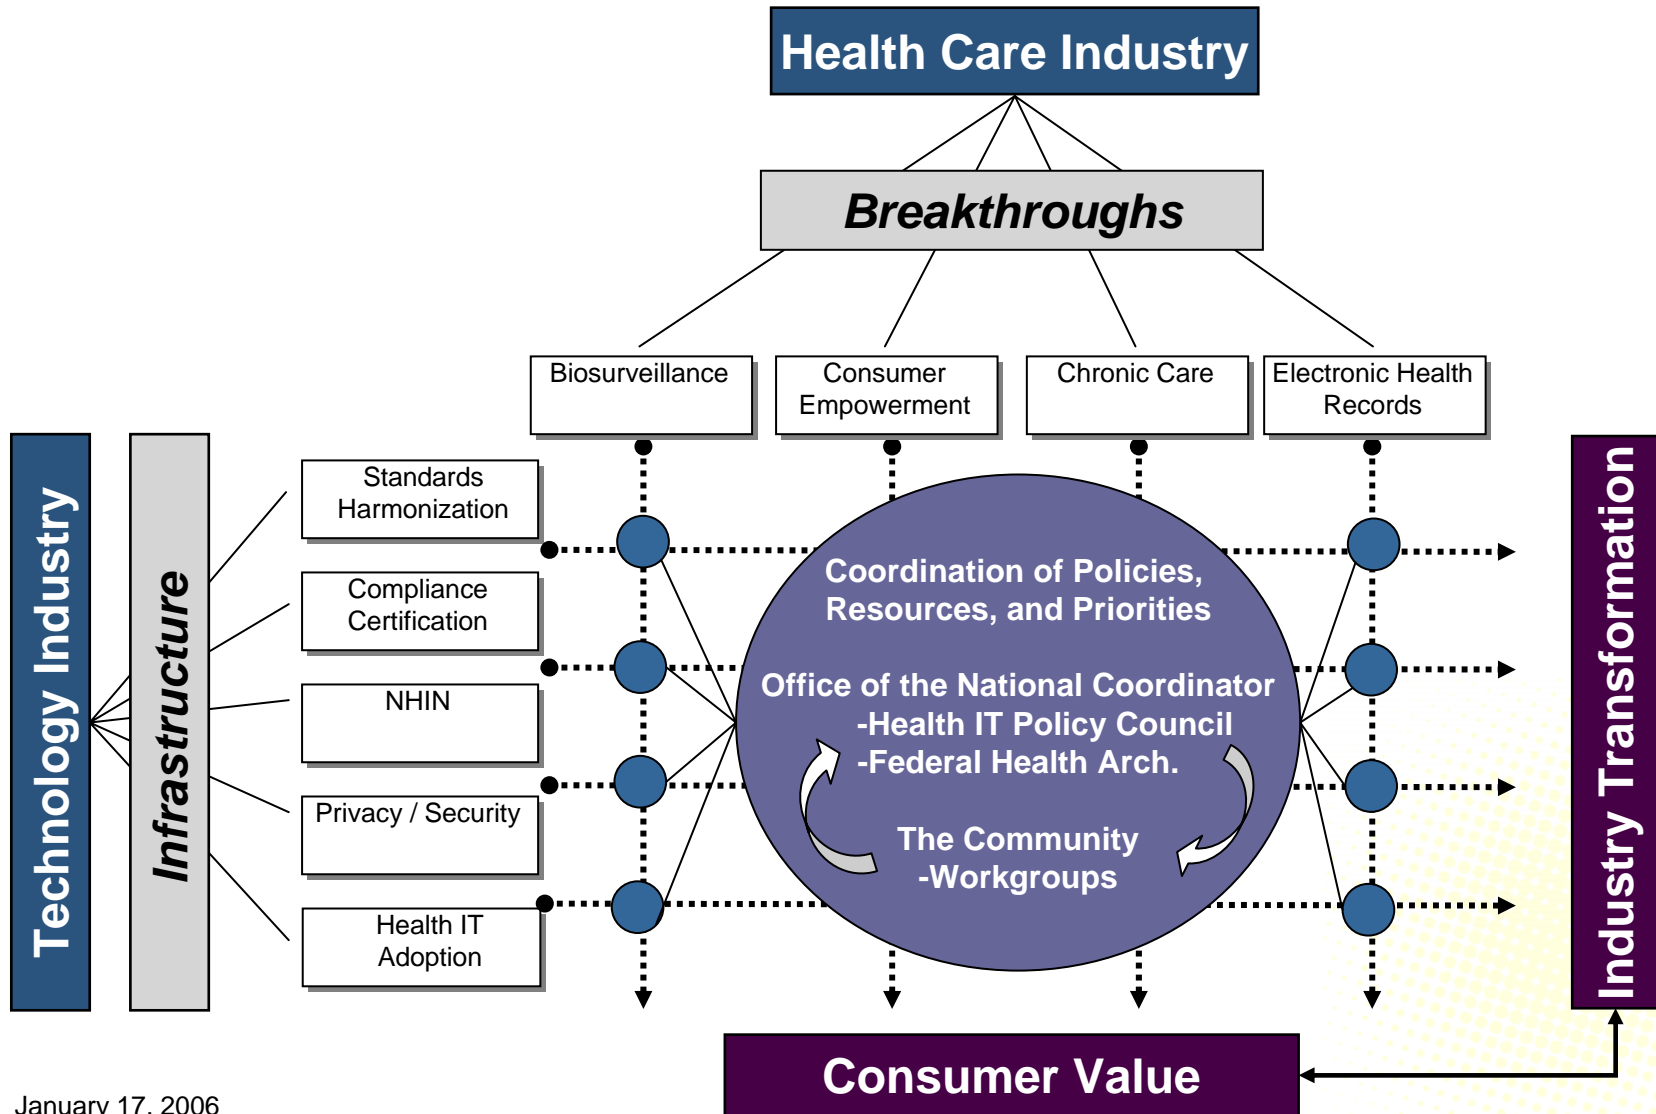 Health Care Industry
Breakthroughs
Biosurveillance
Consumer
Empowerment
Chronic Care
Electronic Health
Records
Technology Industry
Infrastructure
Standards
Harmonization
Compliance
Certification
NHIN
Privacy / Security
Health IT
Adoption
Coordination of Policies,
Resources, and Priorities
Office of the National Coordinator
-Health IT Policy Council
-Federal Health Arch.
The Community
-Workgroups
Industry Transformation
Consumer Value
January 17, 2006